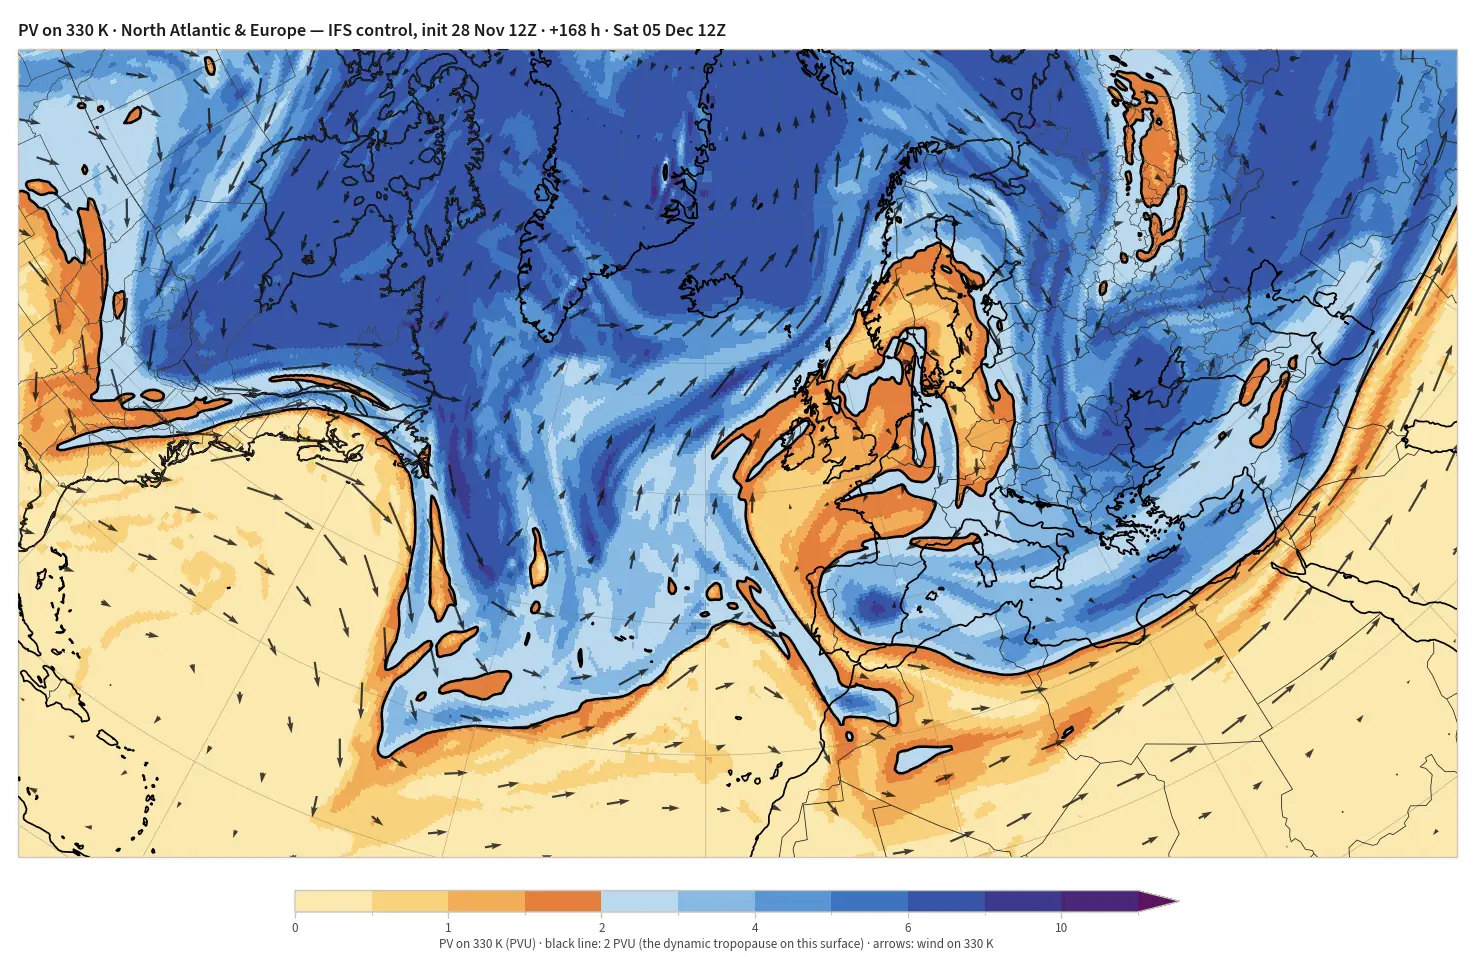 PV on 330 K · North Atlantic & Europe — IFS control, init 28 Nov 12Z · +168 h · Sat 05 Dec 12Z
0 1 2 4 6 10
PV on 330 K (PVU) · black line: 2 PVU (the dynamic tropopause on this surface) · arrows: wind on 330 K